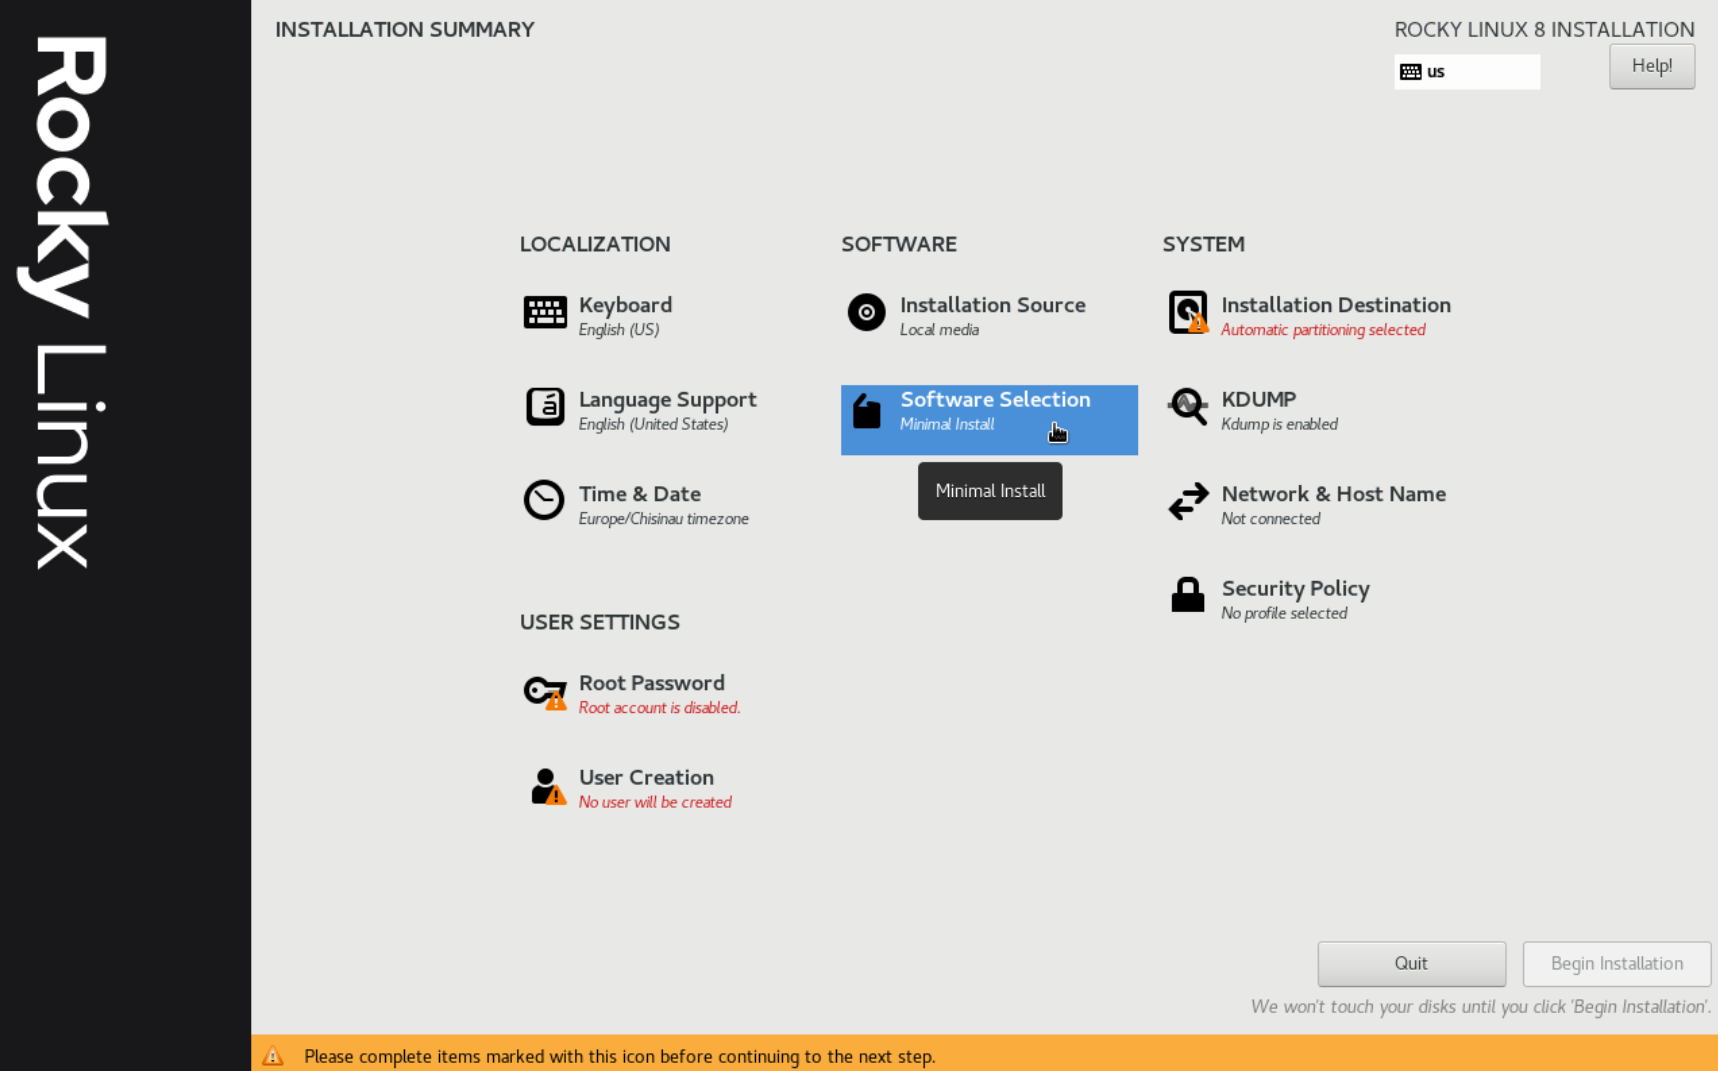 Rocky Linux
INSTALLATION SUMMARY
ROCKY LINUX 8 INSTALLATION
us
Help!
LOCALIZATION
Keyboard
English (US)
Language Support
English (United States)
Time & Date
Europe/Chisinau timezone
SOFTWARE
Installation Source
Local media
Software Selection
Minimal Install
Minimal Install
SYSTEM
Installation Destination
Automatic partitioning selected
KDUMP
Kdump is enabled
Network & Host Name
Not connected
Security Policy
No profile selected
USER SETTINGS
Root Password
Root account is disabled.
User Creation
No user will be created
Quit
Begin Installation
We won't touch your disks until you click 'Begin Installation'.
Please complete items marked with this icon before continuing to the next step.